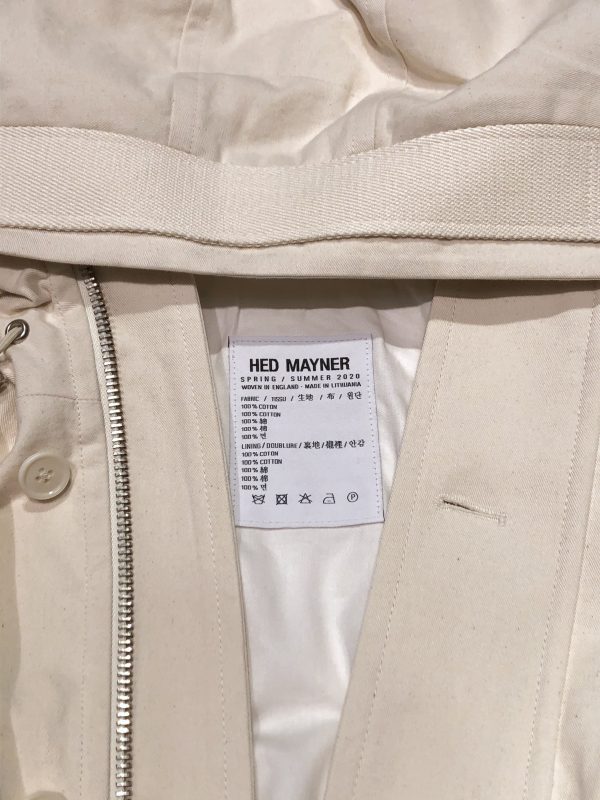 HED MAYNER
SPRING / SUMMER 2020
WOVEN IN ENGLAND - MADE IN LITHUANIA
FABRIC / TISSU / 生地 / 布 / 원단
100% COTON
100% COTTON
100% 綿
100% 棉
100% 면
LINING / DOUBLURE / 裏地 / 襯裡 / 안감
100% COTON
100% COTTON
100% 綿
100% 棉
100% 면
P